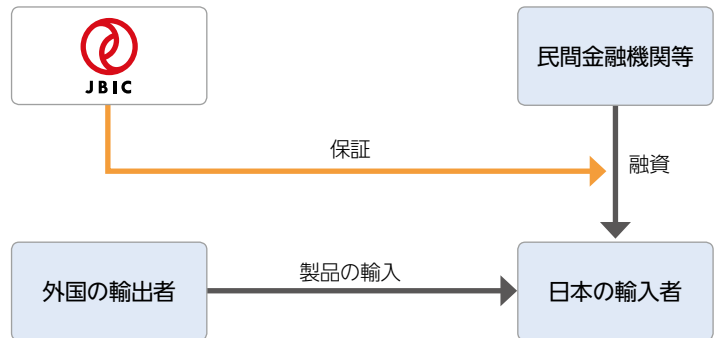 JBIC
民間金融機関等
保証
融資
外国の輸出者
製品の輸入
日本の輸入者